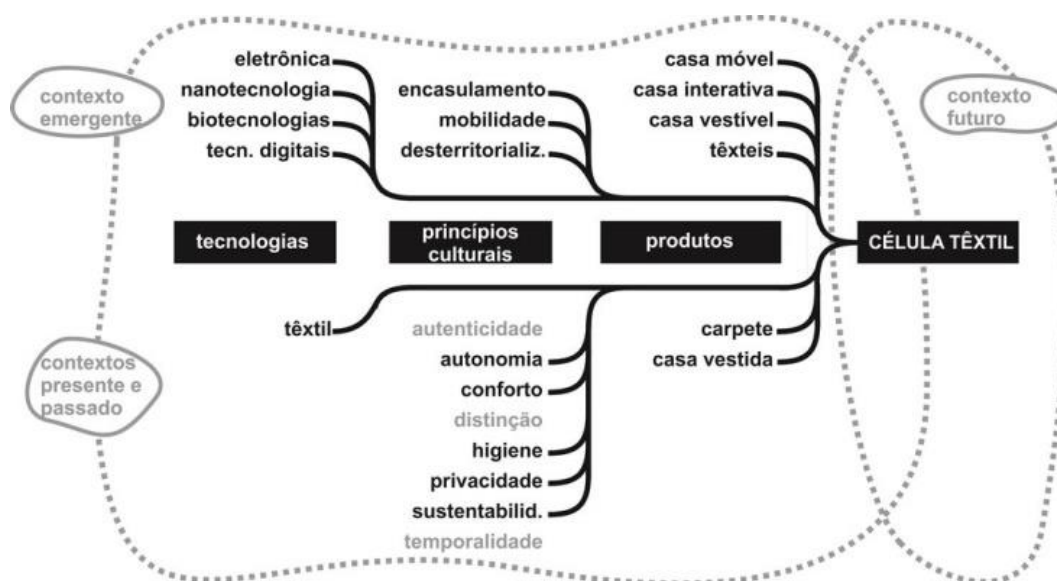 contexto
emergente
eletrônica
nanotecnologia
biotecnologias
tecn. digitais
encasulamento
mobilidade
desterritorializ.
casa móvel
casa interativa
casa vestível
têxteis
contexto
futuro
tecnologias
princípios
culturais
produtos
CÉLULA TÊXTIL
contextos
presente e
passado
têxtil
autenticidade
autonomia
conforto
distinção
higiene
privacidade
sustentabilid.
temporalidade
carpete
casa vestida